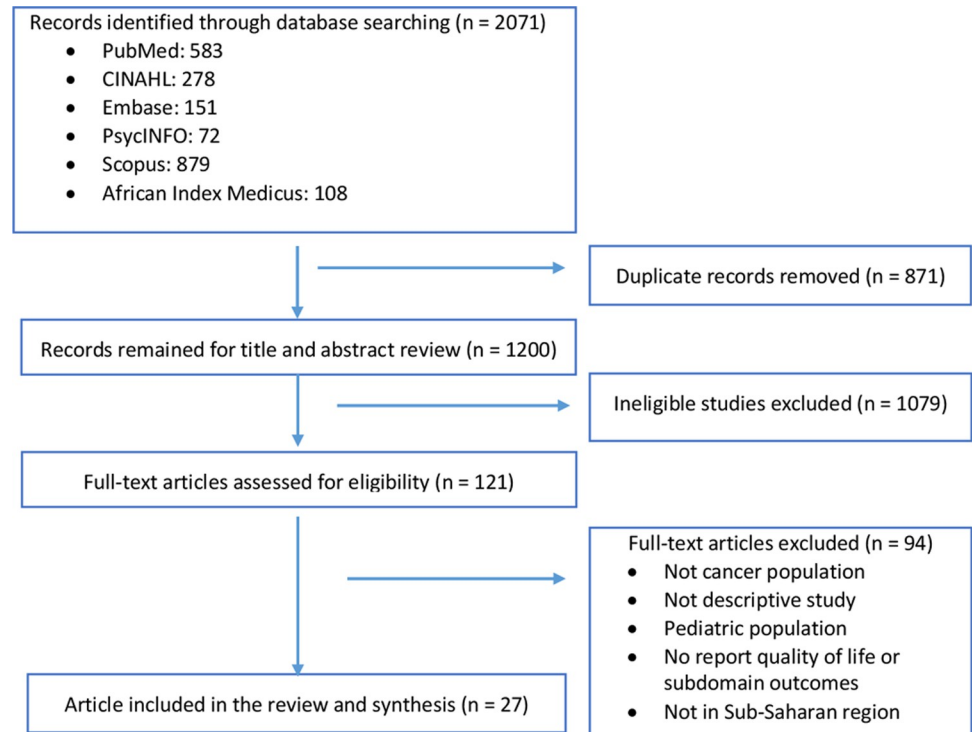 Records identified through database searching (n = 2071)
• PubMed: 583
• CINAHL: 278
• Embase: 151
• PsycINFO: 72
• Scopus: 879
• African Index Medicus: 108
Duplicate records removed (n = 871)
Records remained for title and abstract review (n = 1200)
Ineligible studies excluded (n = 1079)
Full-text articles assessed for eligibility (n = 121)
Full-text articles excluded (n = 94)
• Not cancer population
• Not descriptive study
• Pediatric population
• No report quality of life or
subdomain outcomes
• Not in Sub-Saharan region
Article included in the review and synthesis (n = 27)